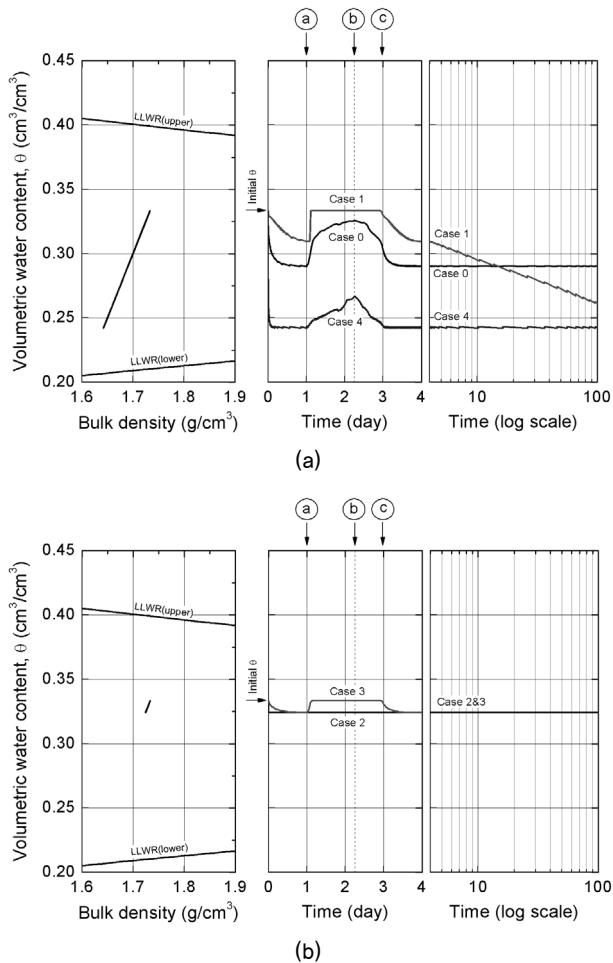 a b c
0.45
0.40
0.35
0.30
0.25
0.20
Volumetric water content, θ (cm³/cm³)
LLWR(upper)
LLWR(lower)
1.6 1.7 1.8 1.9
Bulk density (g/cm³)
Initial θ
Case 1
Case 0
Case 4
0 1 2 3 4
Time (day)
Case 1
Case 0
Case 4
10 100
Time (log scale)
(a)
a b c
0.45
0.40
0.35
0.30
0.25
0.20
Volumetric water content, θ (cm³/cm³)
LLWR(upper)
LLWR(lower)
1.6 1.7 1.8 1.9
Bulk density (g/cm³)
Initial θ
Case 3
Case 2
0 1 2 3 4
Time (day)
Case 2&3
10 100
Time (log scale)
(b)